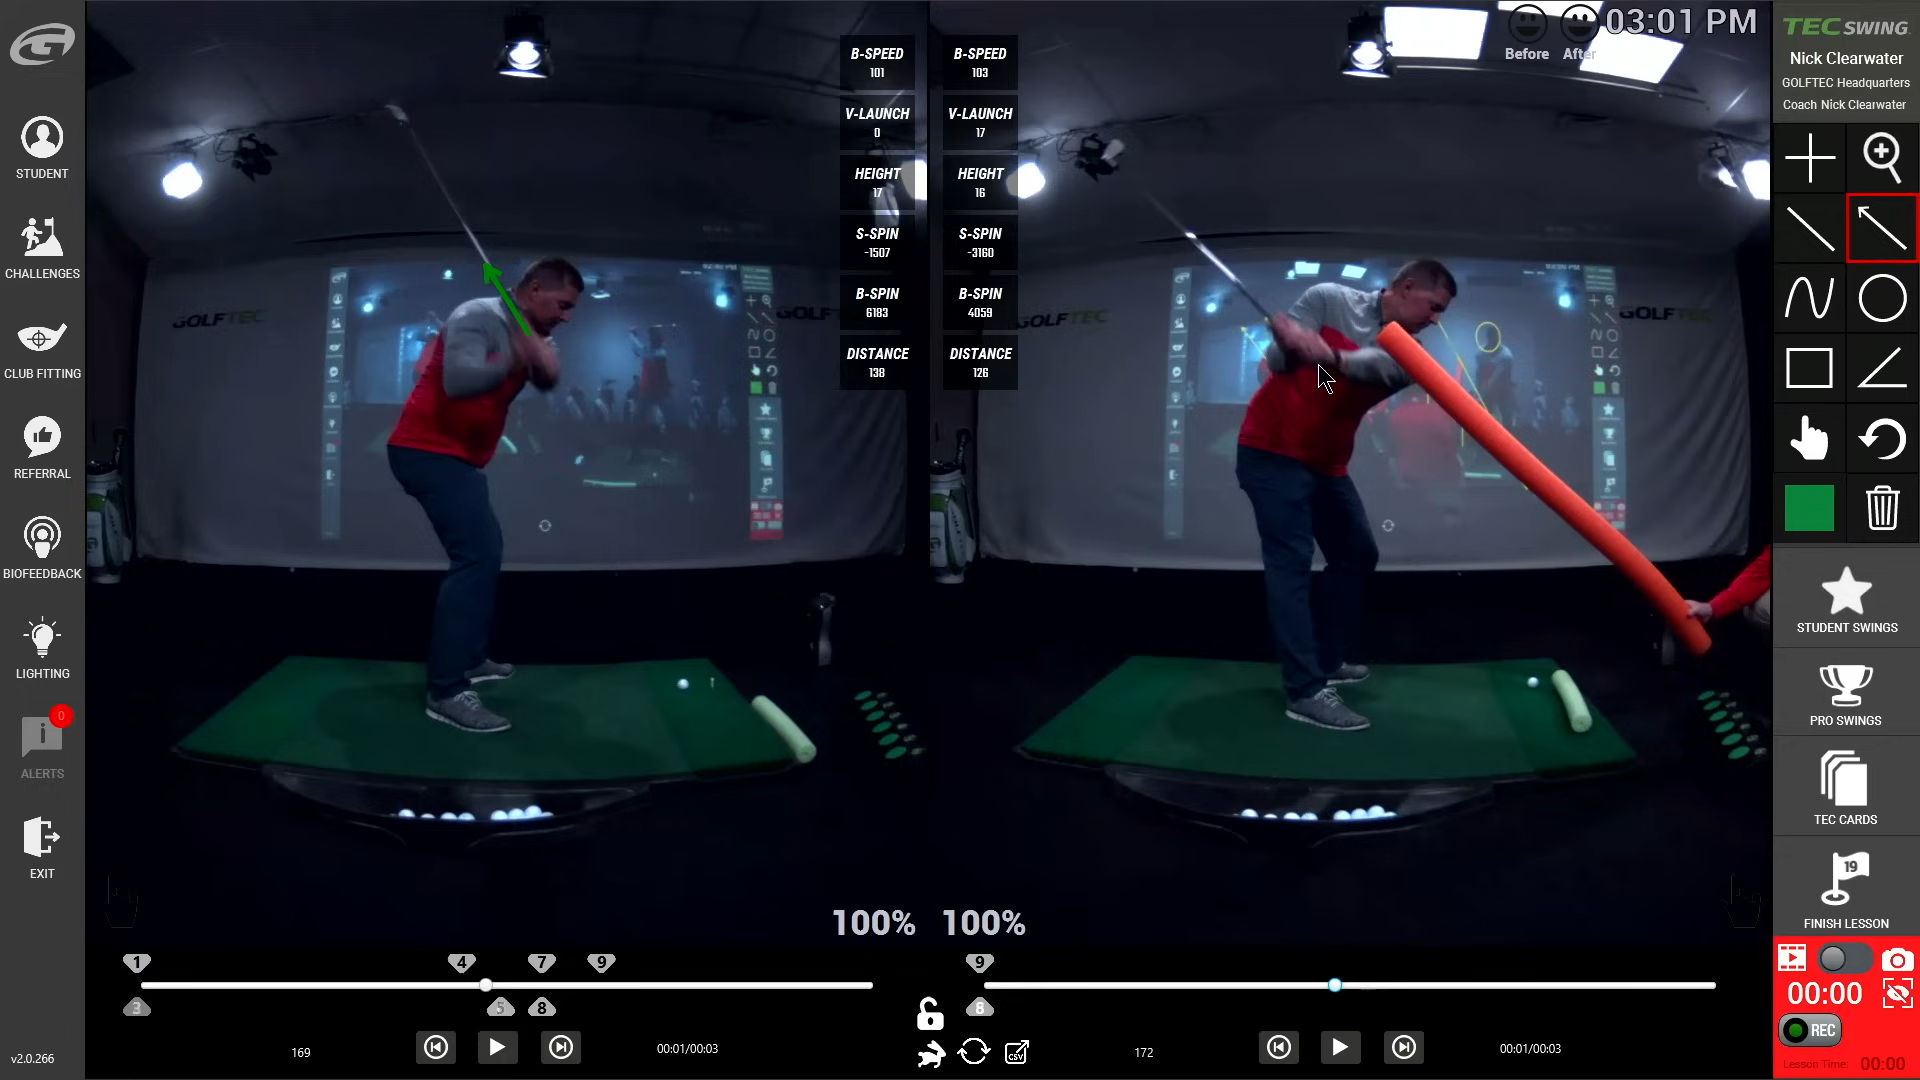 STUDENT
CHALLENGES
CLUB FITTING
REFERRAL
BIOFEEDBACK
LIGHTING
0
ALERTS
EXIT
v2.0.266
GOLFTEC
B-SPEED
101
V-LAUNCH
0
HEIGHT
17
S-SPIN
-1507
B-SPIN
6183
DISTANCE
138
B-SPEED
103
V-LAUNCH
17
HEIGHT
16
S-SPIN
-3160
B-SPIN
4059
DISTANCE
126
GOLFTEC
GOLFTEC
Before After
03:01 PM
100% 100%
1 4 7 9
3 5 8
169
00:01/00:03
CSV
9
8
172
00:01/00:03
TECSWING
Nick Clearwater
GOLFTEC Headquarters
Coach Nick Clearwater
STUDENT SWINGS
PRO SWINGS
TEC CARDS
19
FINISH LESSON
00:00
REC
Lesson Time: 00:00